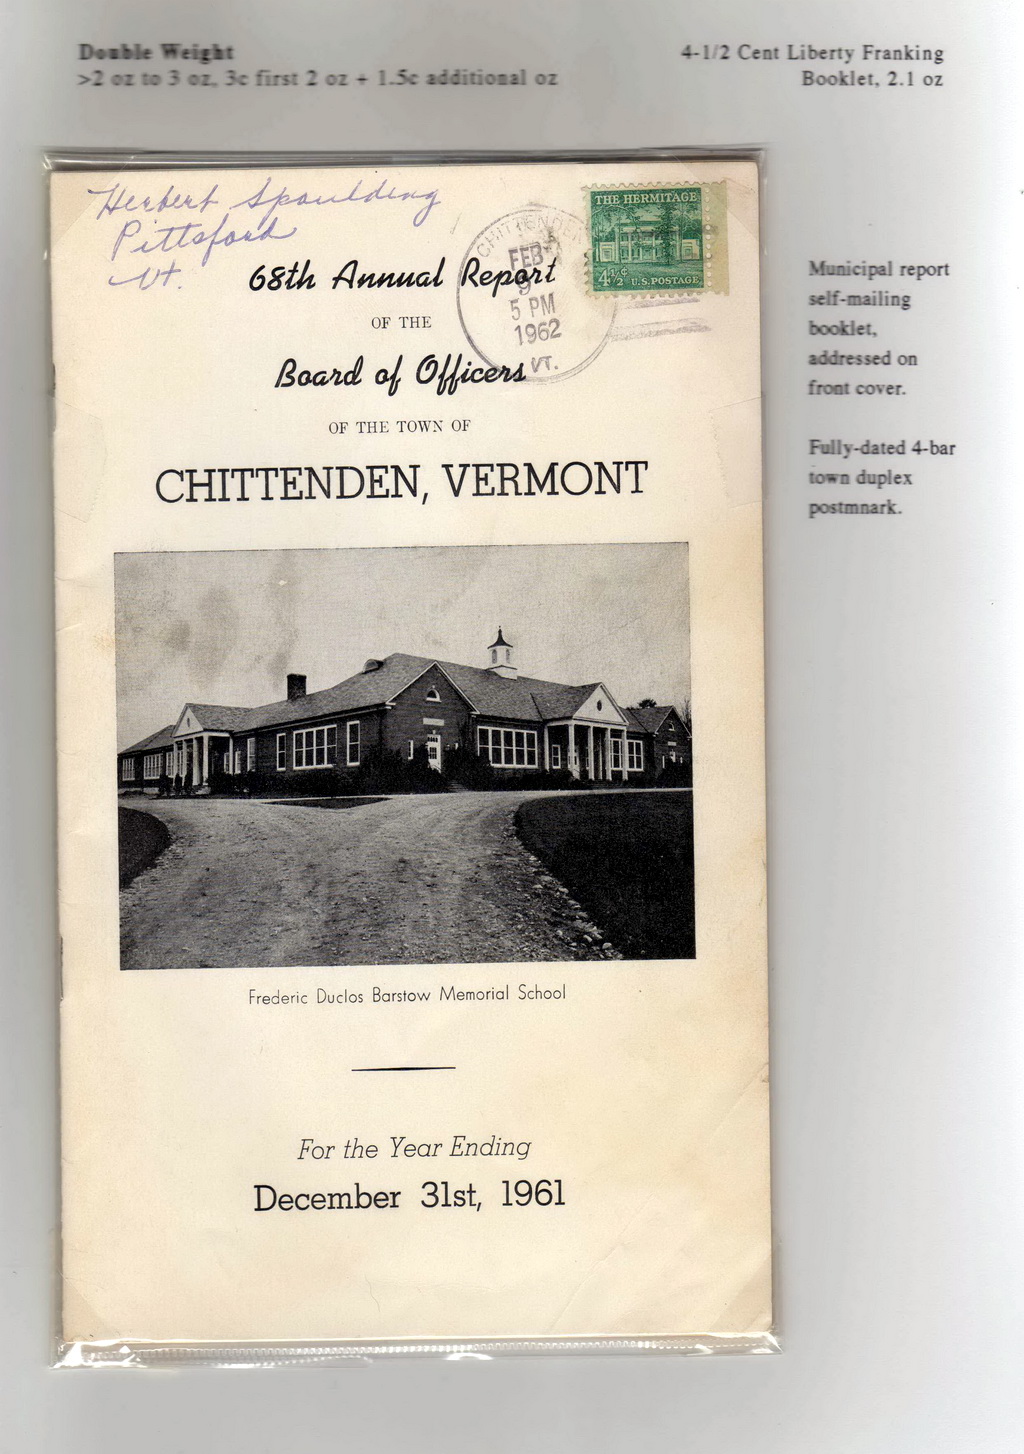 Double Weight
>2 oz to 3 oz, 3c first 2 oz + 1.5c additional oz
4-1/2 Cent Liberty Franking
Booklet, 2.1 oz
Herbert Spaulding
Pittsford
Vt.
THE HERMITAGE
4½¢ U.S. POSTAGE
CHITTENDEN
FEB
9
5 PM
1962
VT.
68th Annual Report
OF THE
Board of Officers
OF THE TOWN OF
CHITTENDEN, VERMONT
Frederic Duclos Barstow Memorial School
For the Year Ending
December 31st, 1961
Municipal report
self-mailing
booklet,
addressed on
front cover.
Fully-dated 4-bar
town duplex
postmnark.